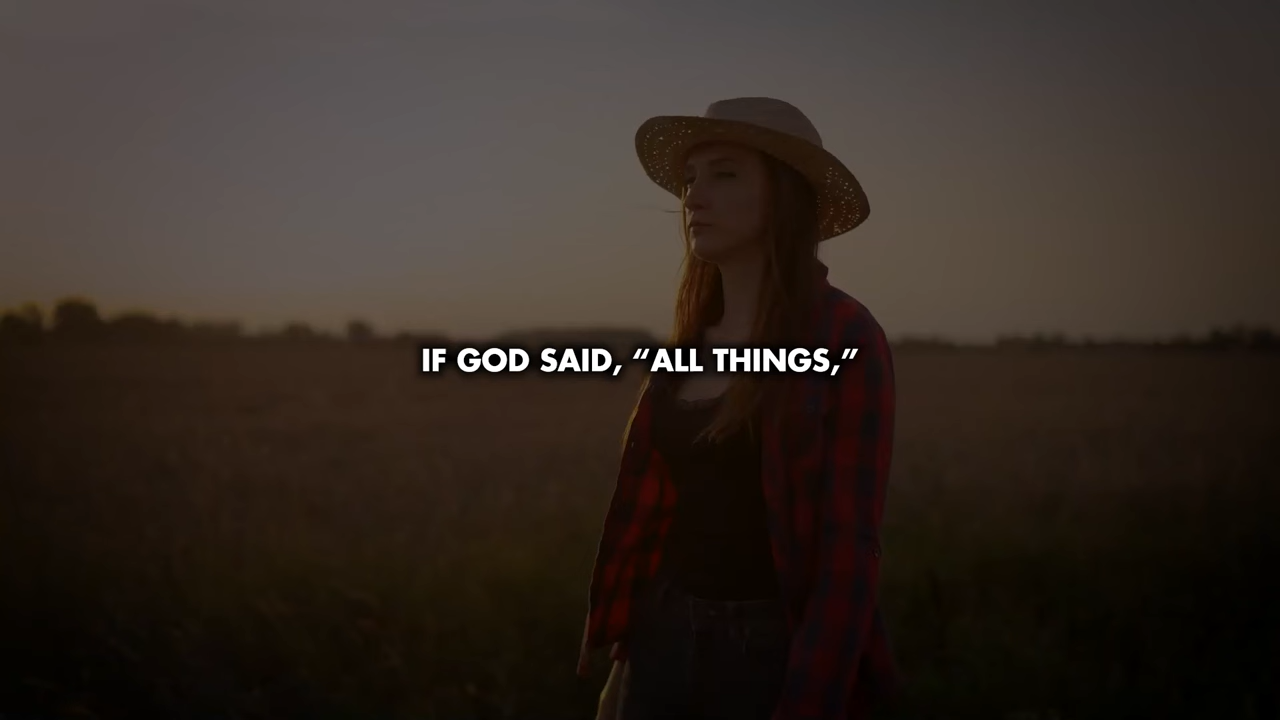 IF GOD SAID, “ALL THINGS,”